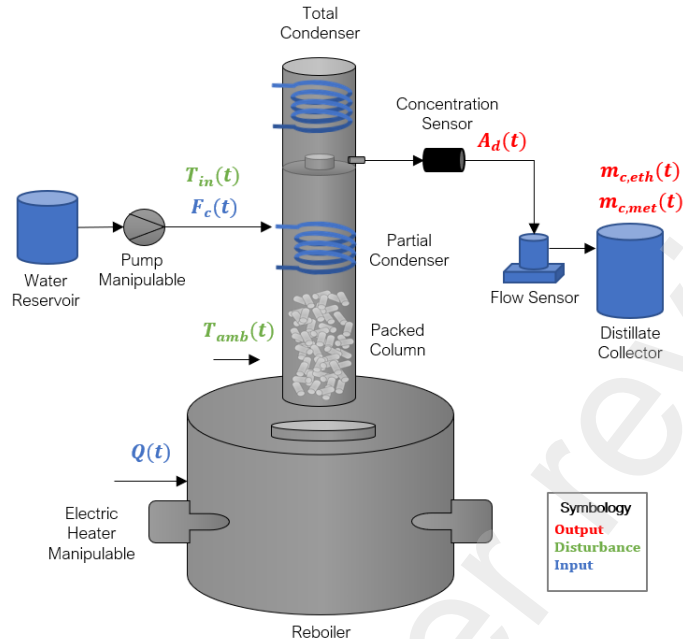 Total
Condenser
Concentration
Sensor
A_d(t)
T_in(t)
F_c(t)
m_c,eth(t)
m_c,met(t)
Water
Reservoir
Pump
Manipulable
Partial
Condenser
Flow Sensor
Distillate
Collector
T_amb(t)
Packed
Column
Q(t)
Electric
Heater
Manipulable
Symbology
Output
Disturbance
Input
Reboiler